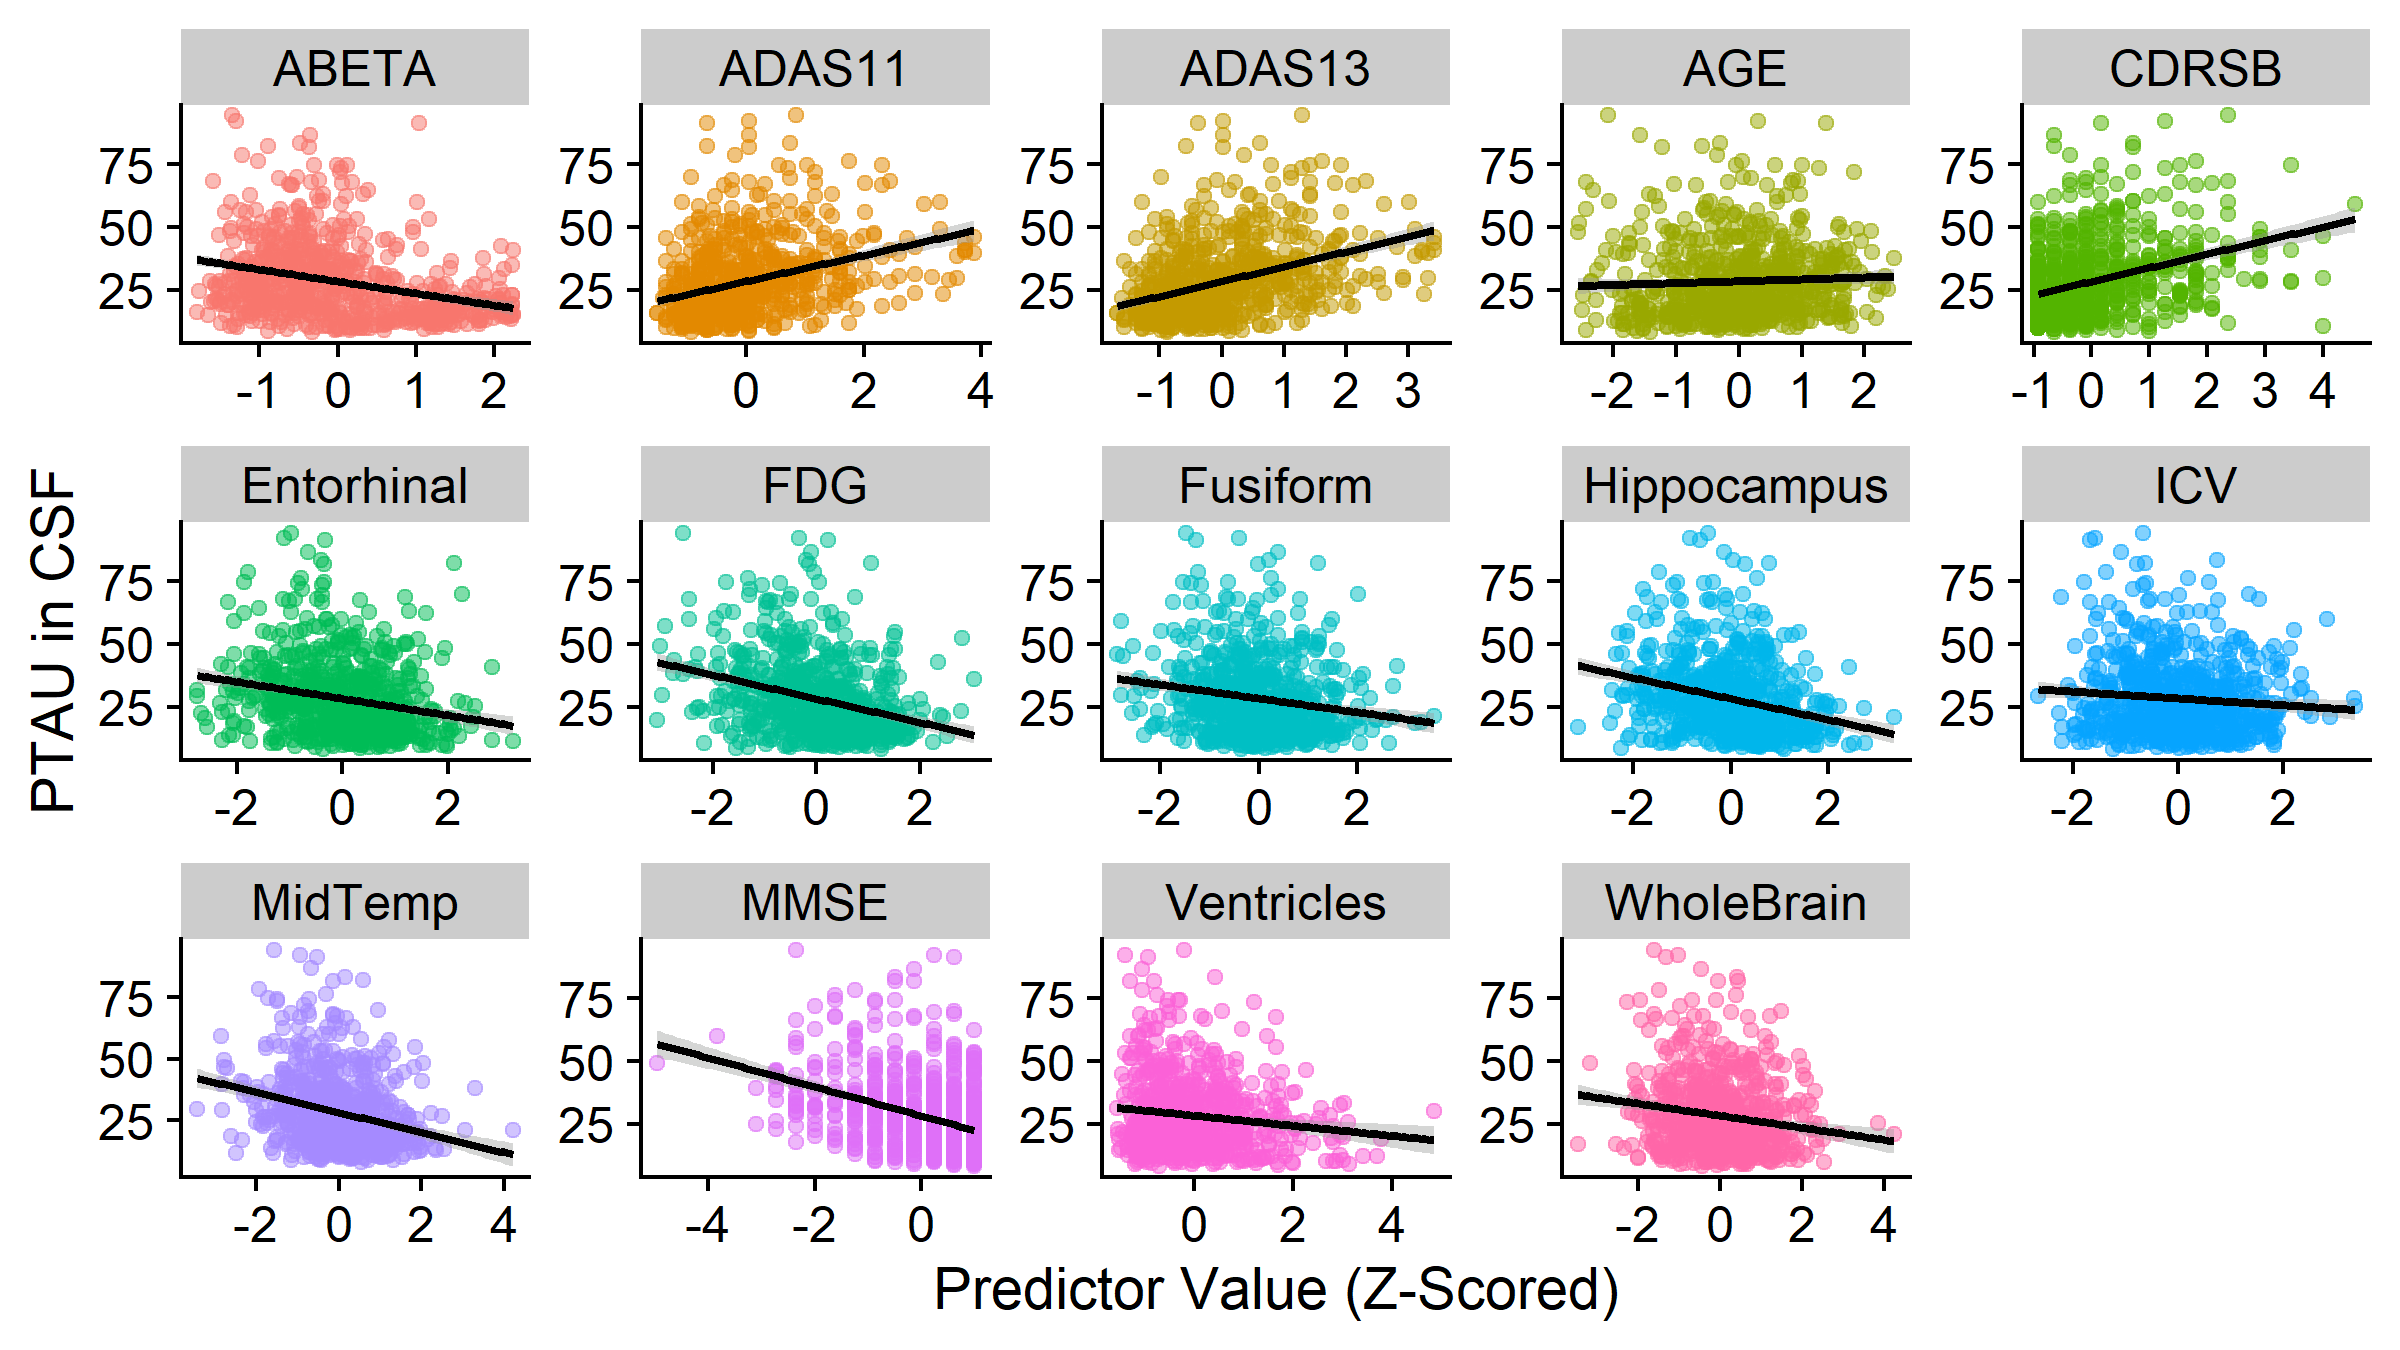 ABETA ADAS11 ADAS13 AGE CDRSB
75 75 75 75 75
50 50 50 50 50
25 25 25 25 25
-1 0 1 2 0 2 4 -1 0 1 2 3 -2 -1 0 1 2 -1 0 1 2 3 4
Entorhinal FDG Fusiform Hippocampus ICV
75 75 75 75 75
50 50 50 50 50
25 25 25 25 25
-2 0 2 -2 0 2 -2 0 2 -2 0 2 -2 0 2
MidTemp MMSE Ventricles WholeBrain
75 75 75 75
50 50 50 50
25 25 25 25
-2 0 2 4 -4 -2 0 0 2 4 -2 0 2 4
PTAU in CSF
Predictor Value (Z-Scored)